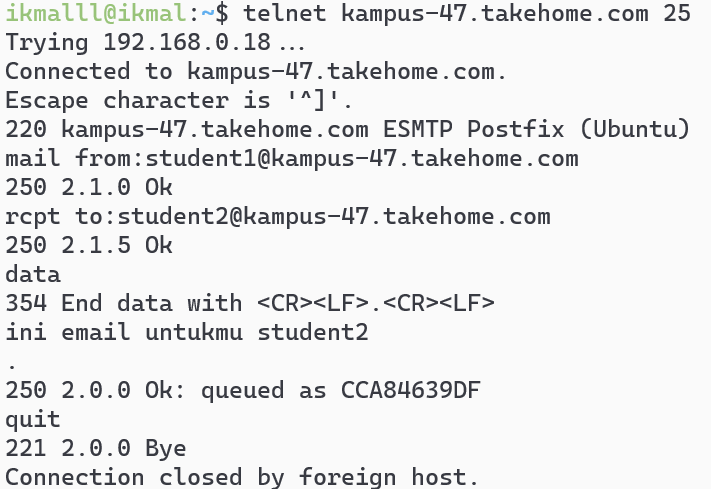 ikmalll@ikmal:~$ telnet kampus-47.takehome.com 25
Trying 192.168.0.18...
Connected to kampus-47.takehome.com.
Escape character is '^]'.
220 kampus-47.takehome.com ESMTP Postfix (Ubuntu)
mail from:student1@kampus-47.takehome.com
250 2.1.0 Ok
rcpt to:student2@kampus-47.takehome.com
250 2.1.5 Ok
data
354 End data with <CR><LF>.<CR><LF>
ini email untukmu student2
.
250 2.0.0 Ok: queued as CCA84639DF
quit
221 2.0.0 Bye
Connection closed by foreign host.